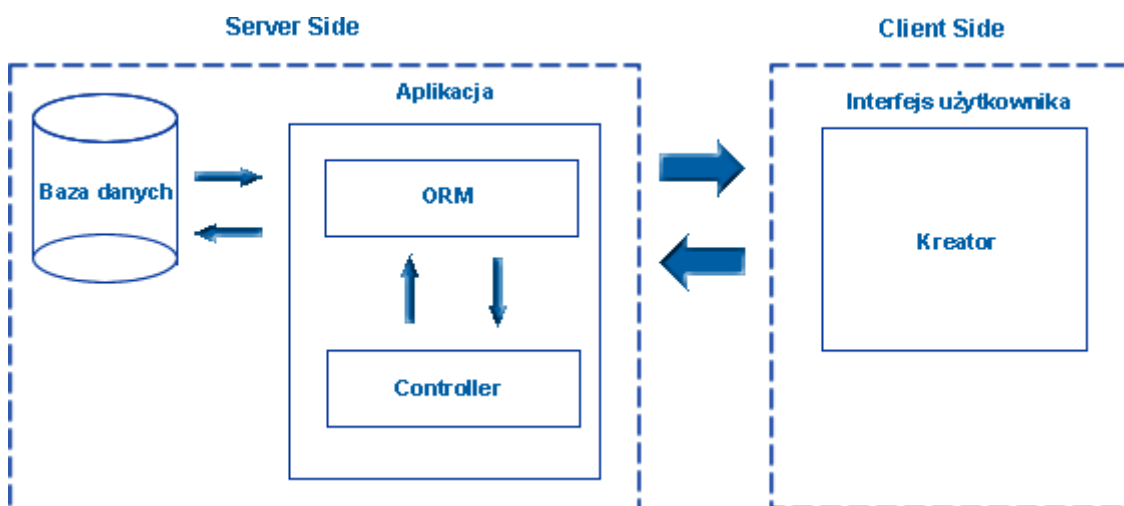 Server Side
Client Side
Aplikacja
Interfejs użytkownika
Baza danych
ORM
Kreator
Controller